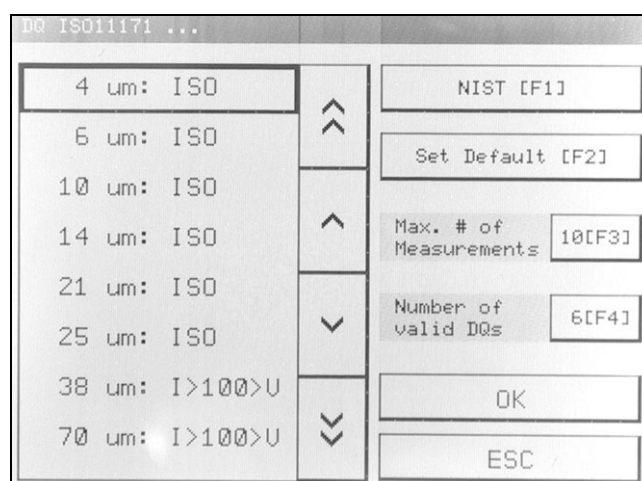 DQ ISO11171 ...
4 um: ISO
6 um: ISO
10 um: ISO
14 um: ISO
21 um: ISO
25 um: ISO
38 um: I>100>V
70 um: I>100>V
NIST [F1]
Set Default [F2]
Max. # of
Measurements
10[F3]
Number of
valid DQs
6[F4]
OK
ESC